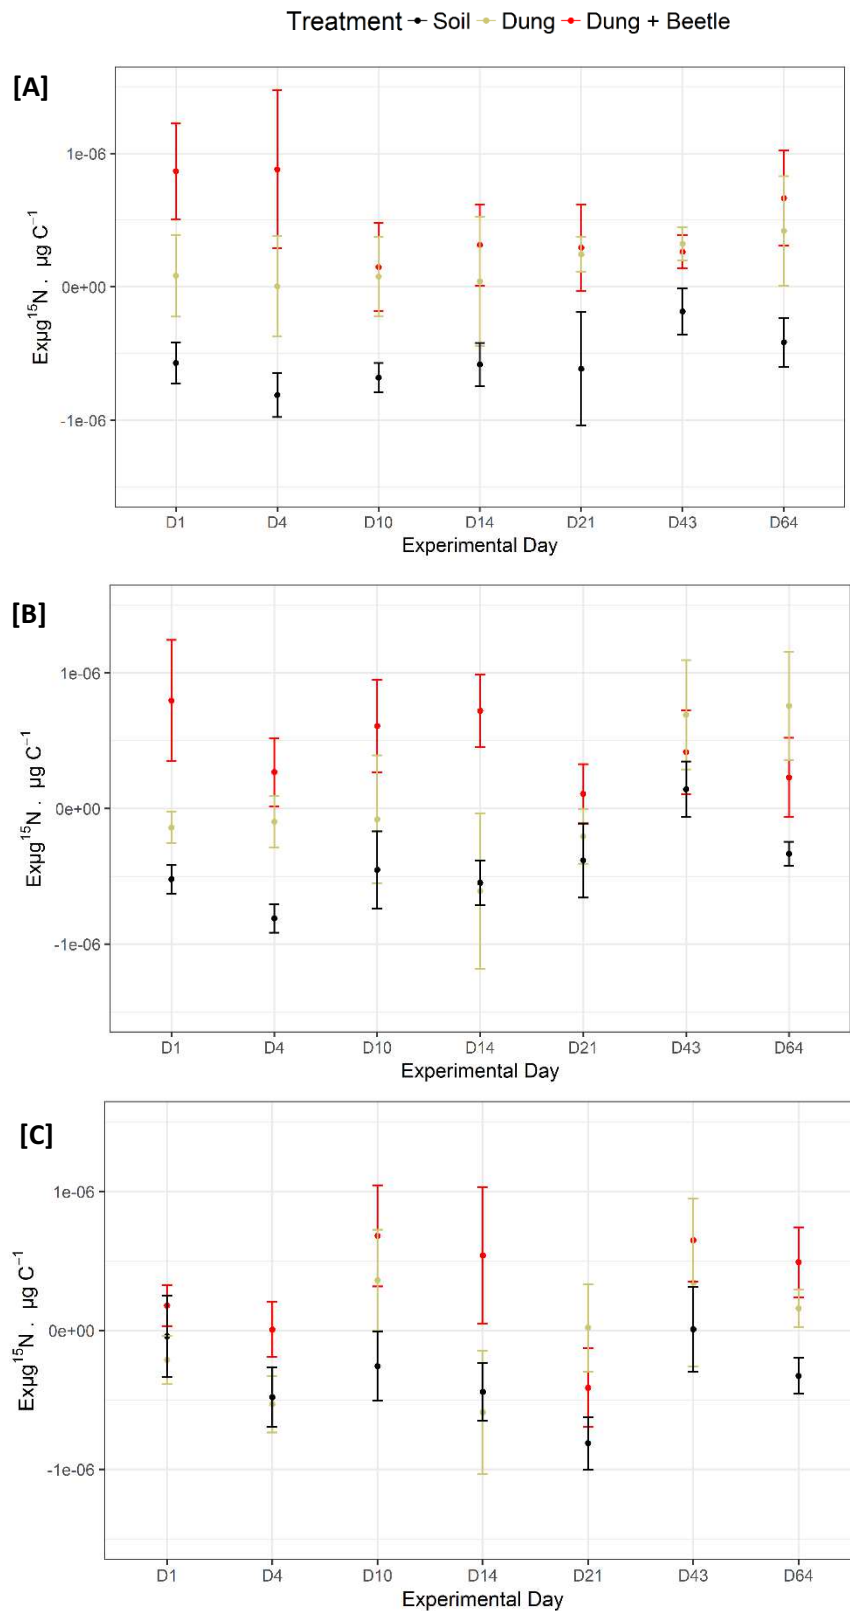 Treatment Soil Dung Dung + Beetle
[A]
Exµg¹⁵N . µg C⁻¹
1e-06
0e+00
-1e-06
D1 D4 D10 D14 D21 D43 D64
Experimental Day
[B]
Exµg¹⁵N . µg C⁻¹
1e-06
0e+00
-1e-06
D1 D4 D10 D14 D21 D43 D64
Experimental Day
[C]
Exµg¹⁵N . µg C⁻¹
1e-06
0e+00
-1e-06
D1 D4 D10 D14 D21 D43 D64
Experimental Day